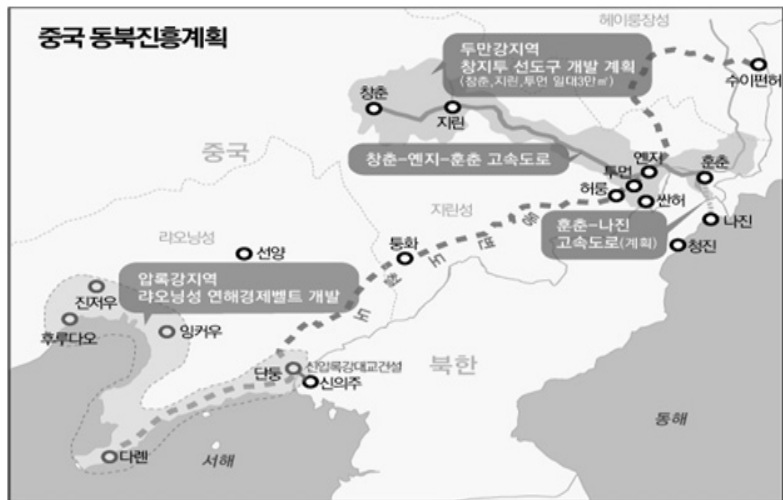 중국 동북진흥계획
헤이룽장성
두만강지역
창지투 선도구 개발 계획
(창춘,지린,투먼 일대3만㎡)
수이펀허
창춘
지린
중국
창춘-옌지-훈춘 고속도로
옌지
훈춘
투먼
허룽
싼허
지린성
훈춘-나진
고속도로(계획)
나진
청진
랴오닝성
선양
퉁화
동 변 도 철 도
압록강지역
랴오닝성 연해경제벨트 개발
진저우
후루다오
잉커우
북한
신압록강대교건설
단둥
신의주
동해
다롄
서해